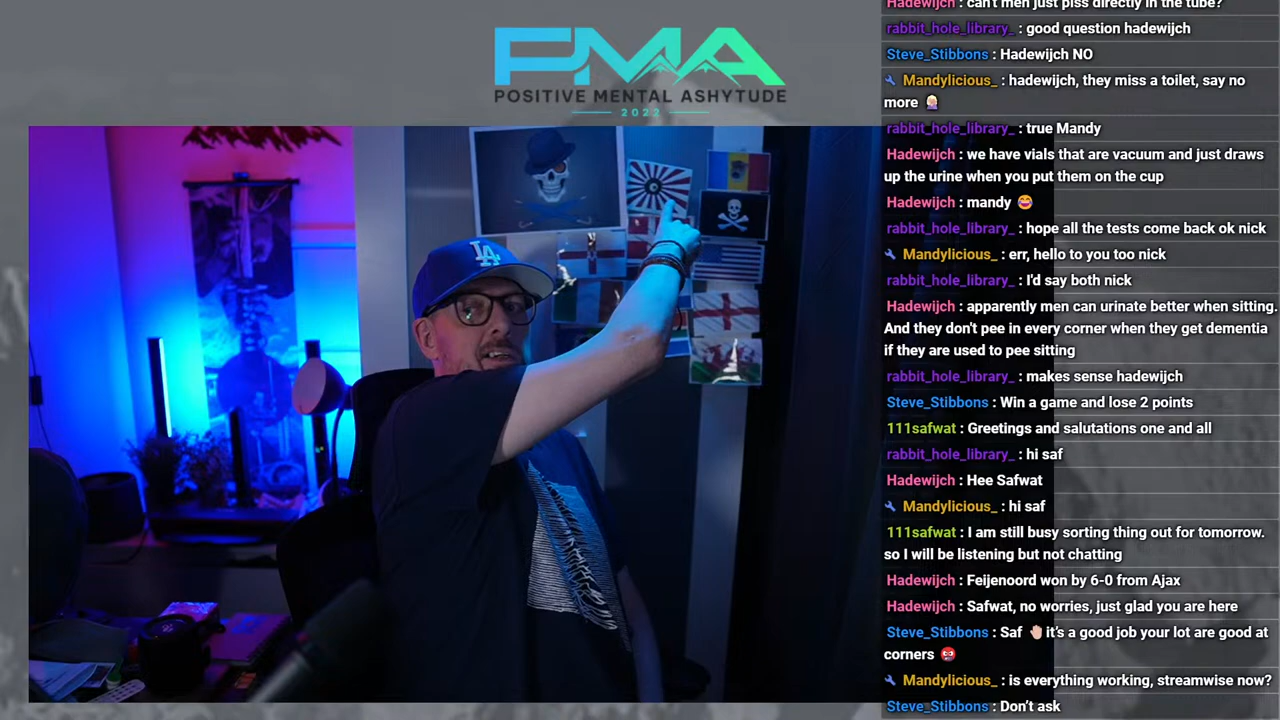 PMA
POSITIVE MENTAL ASHYTUDE
2022
LA
Hadewijch : can't men just piss directly in the tube?
rabbit_hole_library_ : good question hadewijch
Steve_Stibbons : Hadewijch NO
Mandylicious_ : hadewijch, they miss a toilet, say no
more 🤷🏼‍♀️
rabbit_hole_library_ : true Mandy
Hadewijch : we have vials that are vacuum and just draws
up the urine when you put them on the cup
Hadewijch : mandy 😂
rabbit_hole_library_ : hope all the tests come back ok nick
Mandylicious_ : err, hello to you too nick
rabbit_hole_library_ : I'd say both nick
Hadewijch : apparently men can urinate better when sitting.
And they don't pee in every corner when they get dementia
if they are used to pee sitting
rabbit_hole_library_ : makes sense hadewijch
Steve_Stibbons : Win a game and lose 2 points
111safwat : Greetings and salutations one and all
rabbit_hole_library_ : hi saf
Hadewijch : Hee Safwat
Mandylicious_ : hi saf
111safwat : I am still busy sorting thing out for tomorrow.
so I will be listening but not chatting
Hadewijch : Feijenoord won by 6-0 from Ajax
Hadewijch : Safwat, no worries, just glad you are here
Steve_Stibbons : Saf 🤚🏻 it's a good job your lot are good at
corners 😡
Mandylicious_ : is everything working, streamwise now?
Steve_Stibbons : Don't ask